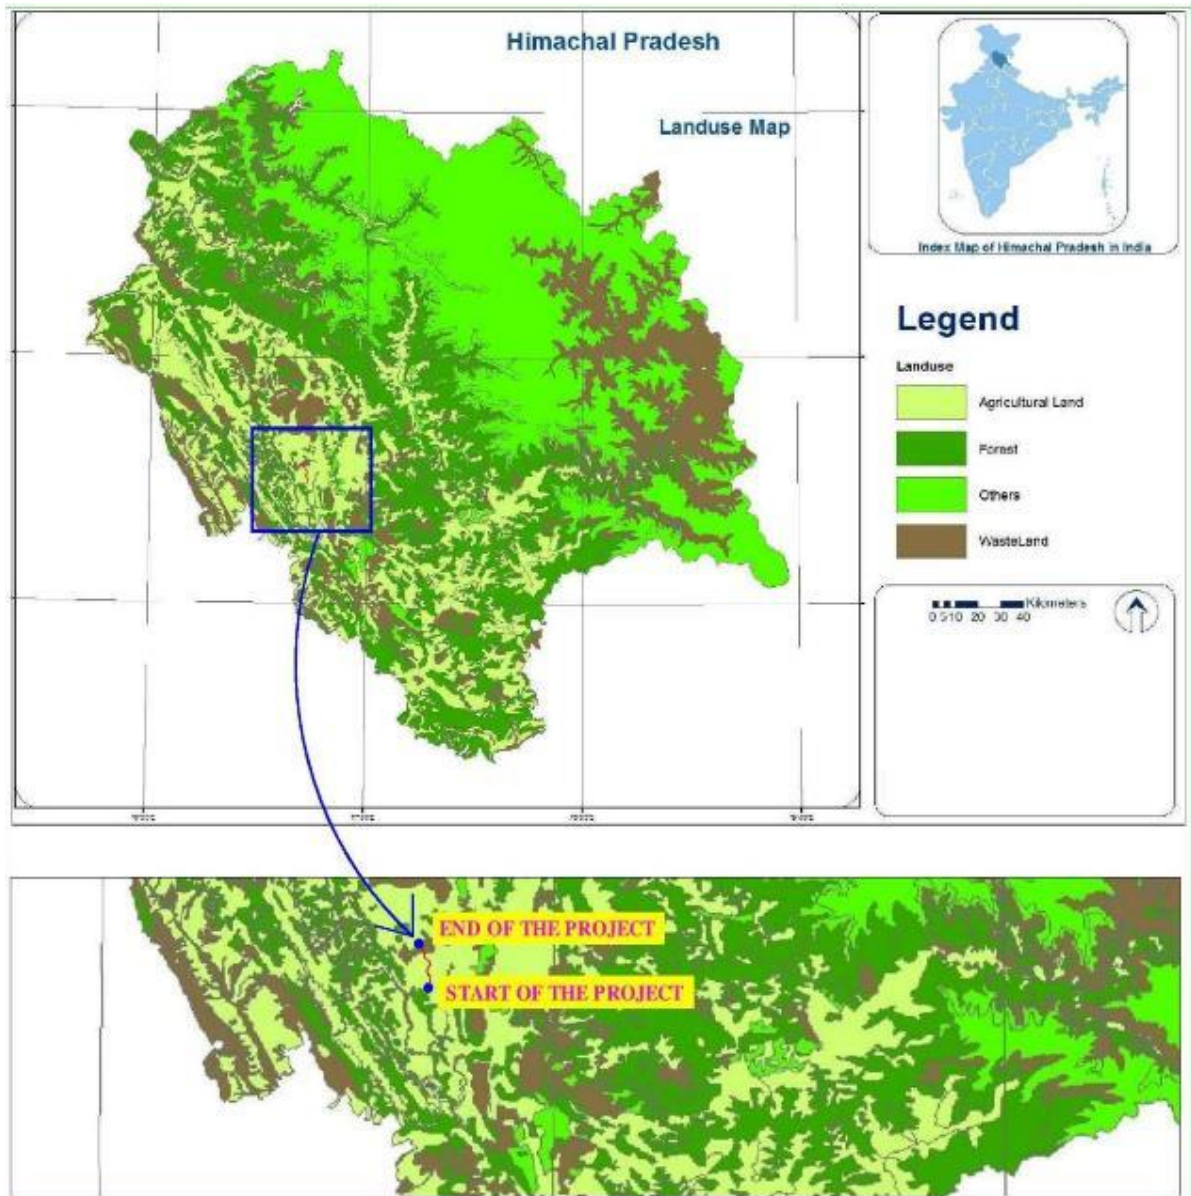 Himachal Pradesh
Landuse Map
Index Map of Himachal Pradesh in India
Legend
Landuse
Agricultural Land
Forest
Others
WasteLand
Kilometers
0 5 10 20 30 40
END OF THE PROJECT
START OF THE PROJECT